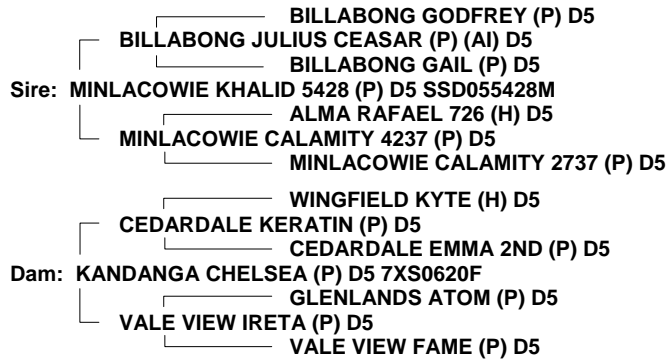 BILLABONG GODFREY (P) D5
BILLABONG JULIUS CEASAR (P) (AI) D5
BILLABONG GAIL (P) D5
Sire: MINLACOWIE KHALID 5428 (P) D5 SSD055428M
ALMA RAFAEL 726 (H) D5
MINLACOWIE CALAMITY 4237 (P) D5
MINLACOWIE CALAMITY 2737 (P) D5
WINGFIELD KYTE (H) D5
CEDARDALE KERATIN (P) D5
CEDARDALE EMMA 2ND (P) D5
Dam: KANDANGA CHELSEA (P) D5 7XS0620F
GLENLANDS ATOM (P) D5
VALE VIEW IRETA (P) D5
VALE VIEW FAME (P) D5